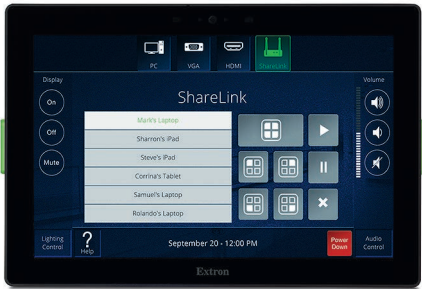 PC
VGA
HDMI
ShareLink
Display
Volume
ShareLink
On
Off
Mute
Mark's Laptop
Sharron's iPad
Steve's iPad
Corrina's Tablet
Samuel's Laptop
Rolando's Laptop
Lighting
Control
?
Help
September 20 - 12:00 PM
Power
Down
Audio
Control
Extron